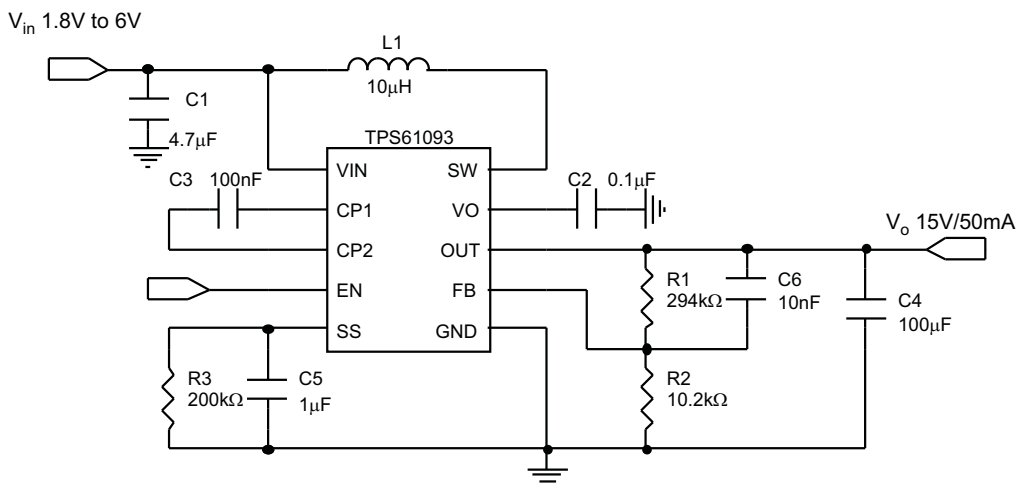 Vin 1.8V to 6V
L1
10μH
C1
4.7μF
TPS61093
VIN
SW
C3 100nF
C2 0.1μF
CP1
VO
Vo 15V/50mA
CP2
OUT
EN
FB
R1
294kΩ
C6
10nF
C4
100μF
SS
GND
R3
200kΩ
C5
1μF
R2
10.2kΩ